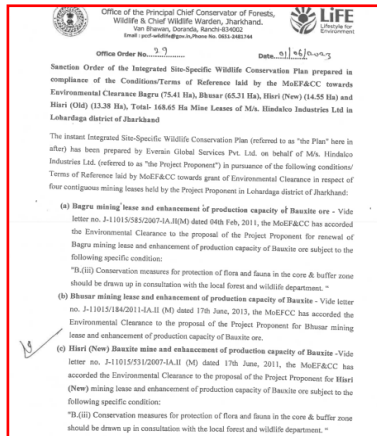 Office of the Principal Chief Conservator of Forests,
Wildlife & Chief Wildlife Warden, Jharkhand.
Van Bhawan, Doranda, Ranchi-834002
Email : pccf-wildlife@gov.in,Phone No. 0651-2481744
LiFE
Lifestyle for
Environment
Office Order No. 29
Date. 01/06/2023
Sanction Order of the Integrated Site-Specific Wildlife Conservation Plan prepared in
compliance of the Conditions/Terms of Reference laid by the MoEF&CC towards
Environmental Clearance Bagru (75.41 Ha), Bhusar (65.31 Ha), Hisri (New) (14.55 Ha) and
Hisri (Old) (13.38 Ha), Total- 168.65 Ha Mine Leases of M/s. Hindalco Industries Ltd in
Lohardaga district of Jharkhand
The instant Integrated Site-Specific Wildlife Conservation Plan (referred to as "the Plan" here in
after) has been prepared by Everain Global Services Pvt. Ltd. on behalf of M/s. Hindalco
Industries Ltd. (referred to as "the Project Proponent") in pursuance of the following conditions/
Terms of Reference laid by MoEF&CC towards grant of Environmental Clearance in respect of
four contiguous mining leases held by the Project Proponent in Lohardaga district of Jharkhand:
(a) Bagru mining lease and enhancement of production capacity of Bauxite ore - Vide
letter no. J-11015/585/2007-IA.II(M) dated 04th Feb, 2011, the MoEF&CC has accorded
the Environmental Clearance to the proposal of the Project Proponent for renewal of
Bagru mining lease and enhancement of production capacity of Bauxite ore subject to the
following specific condition:
"B.(iii) Conservation measures for protection of flora and fauna in the core & buffer zone
should be drawn up in consultation with the local forest and wildlife department. "
(b) Bhusar mining lease and enhancement of production capacity of Bauxite - Vide letter
no. J-11015/184/2011-IA.II (M) dated 17th June, 2013, the MoEF&CC has accorded the
Environmental Clearance to the proposal of the Project Proponent for Bhusar mining
lease and enhancement of production capacity of Bauxite ore.
(c) Hisri (New) Bauxite mine and enhancement of production capacity of Bauxite -Vide
letter no. J-11015/531/2007-IA.II (M) dated 17th June, 2011, the MoEF&CC has
accorded the Environmental Clearance to the proposal of the Project Proponent for Hisri
(New) mining lease and enhancement of production capacity of Bauxite ore subject to the
following specific condition:
"B.(iii) Conservation measures for protection of flora and fauna in the core & buffer zone
should be drawn up in consultation with the local forest and wildlife department. "